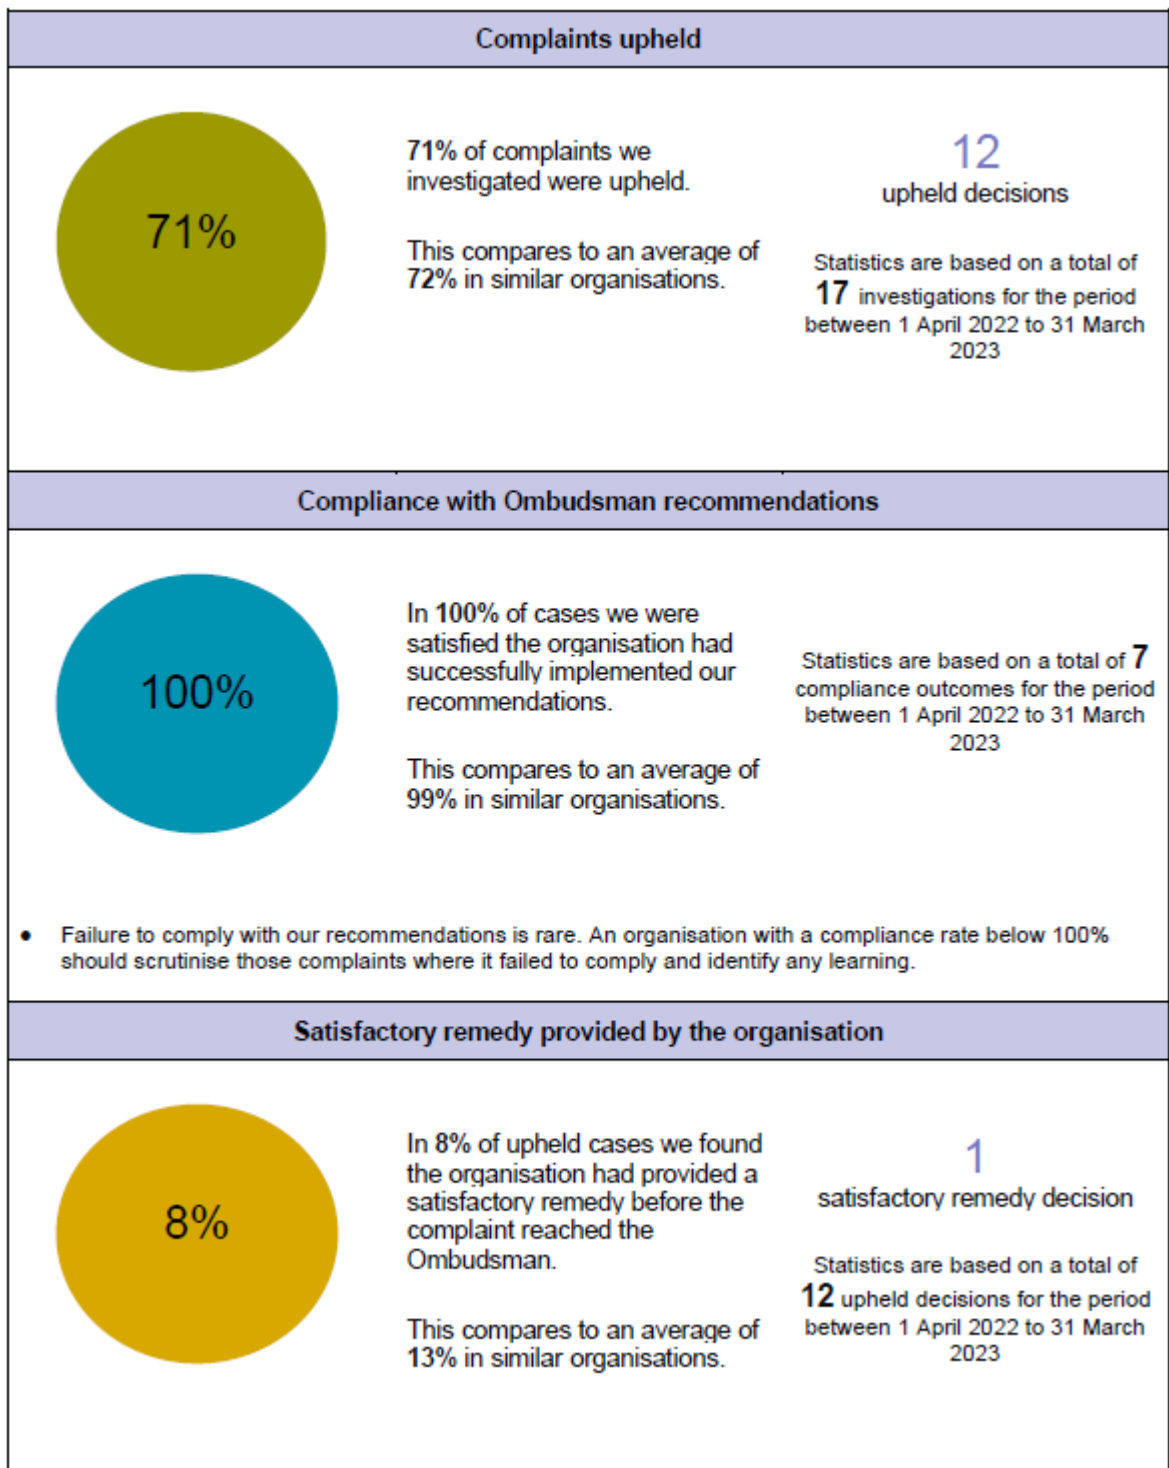 Complaints upheld
71%
71% of complaints we
investigated were upheld.
This compares to an average of
72% in similar organisations.
12
upheld decisions
Statistics are based on a total of
17 investigations for the period
between 1 April 2022 to 31 March
2023
Compliance with Ombudsman recommendations
100%
In 100% of cases we were
satisfied the organisation had
successfully implemented our
recommendations.
This compares to an average of
99% in similar organisations.
Statistics are based on a total of 7
compliance outcomes for the period
between 1 April 2022 to 31 March
2023
• Failure to comply with our recommendations is rare. An organisation with a compliance rate below 100%
should scrutinise those complaints where it failed to comply and identify any learning.
Satisfactory remedy provided by the organisation
8%
In 8% of upheld cases we found
the organisation had provided a
satisfactory remedy before the
complaint reached the
Ombudsman.
This compares to an average of
13% in similar organisations.
1
satisfactory remedy decision
Statistics are based on a total of
12 upheld decisions for the period
between 1 April 2022 to 31 March
2023